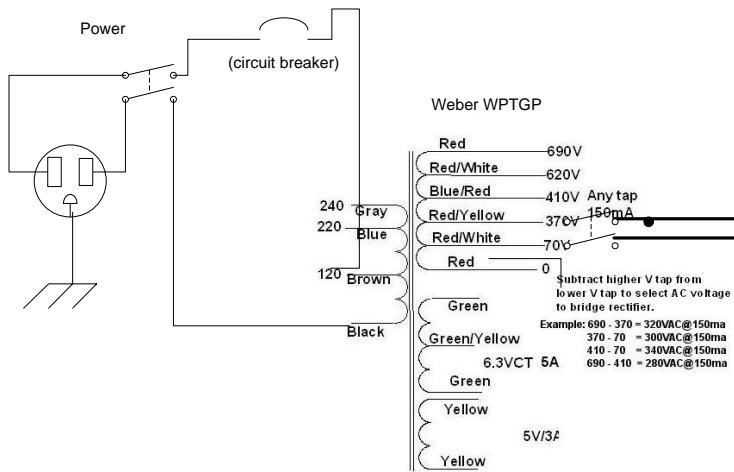 Power
(circuit breaker)
Weber WPTGP
Red
690V
Red/White
620V
Blue/Red
410V
Any tap
150mA
240
Gray
Red/Yellow
370V
220
Blue
Red/White
70V
Red
0
120
Brown
Subtract higher V tap from
lower V tap to select AC voltage
to bridge rectifier.
Example: 690 - 370 = 320VAC@150ma
370 - 70 = 300VAC@150ma
410 - 70 = 340VAC@150ma
690 - 410 = 280VAC@150ma
Black
Green
Green/Yellow
6.3VCT 5A
Green
Yellow
5V/3A
Yellow